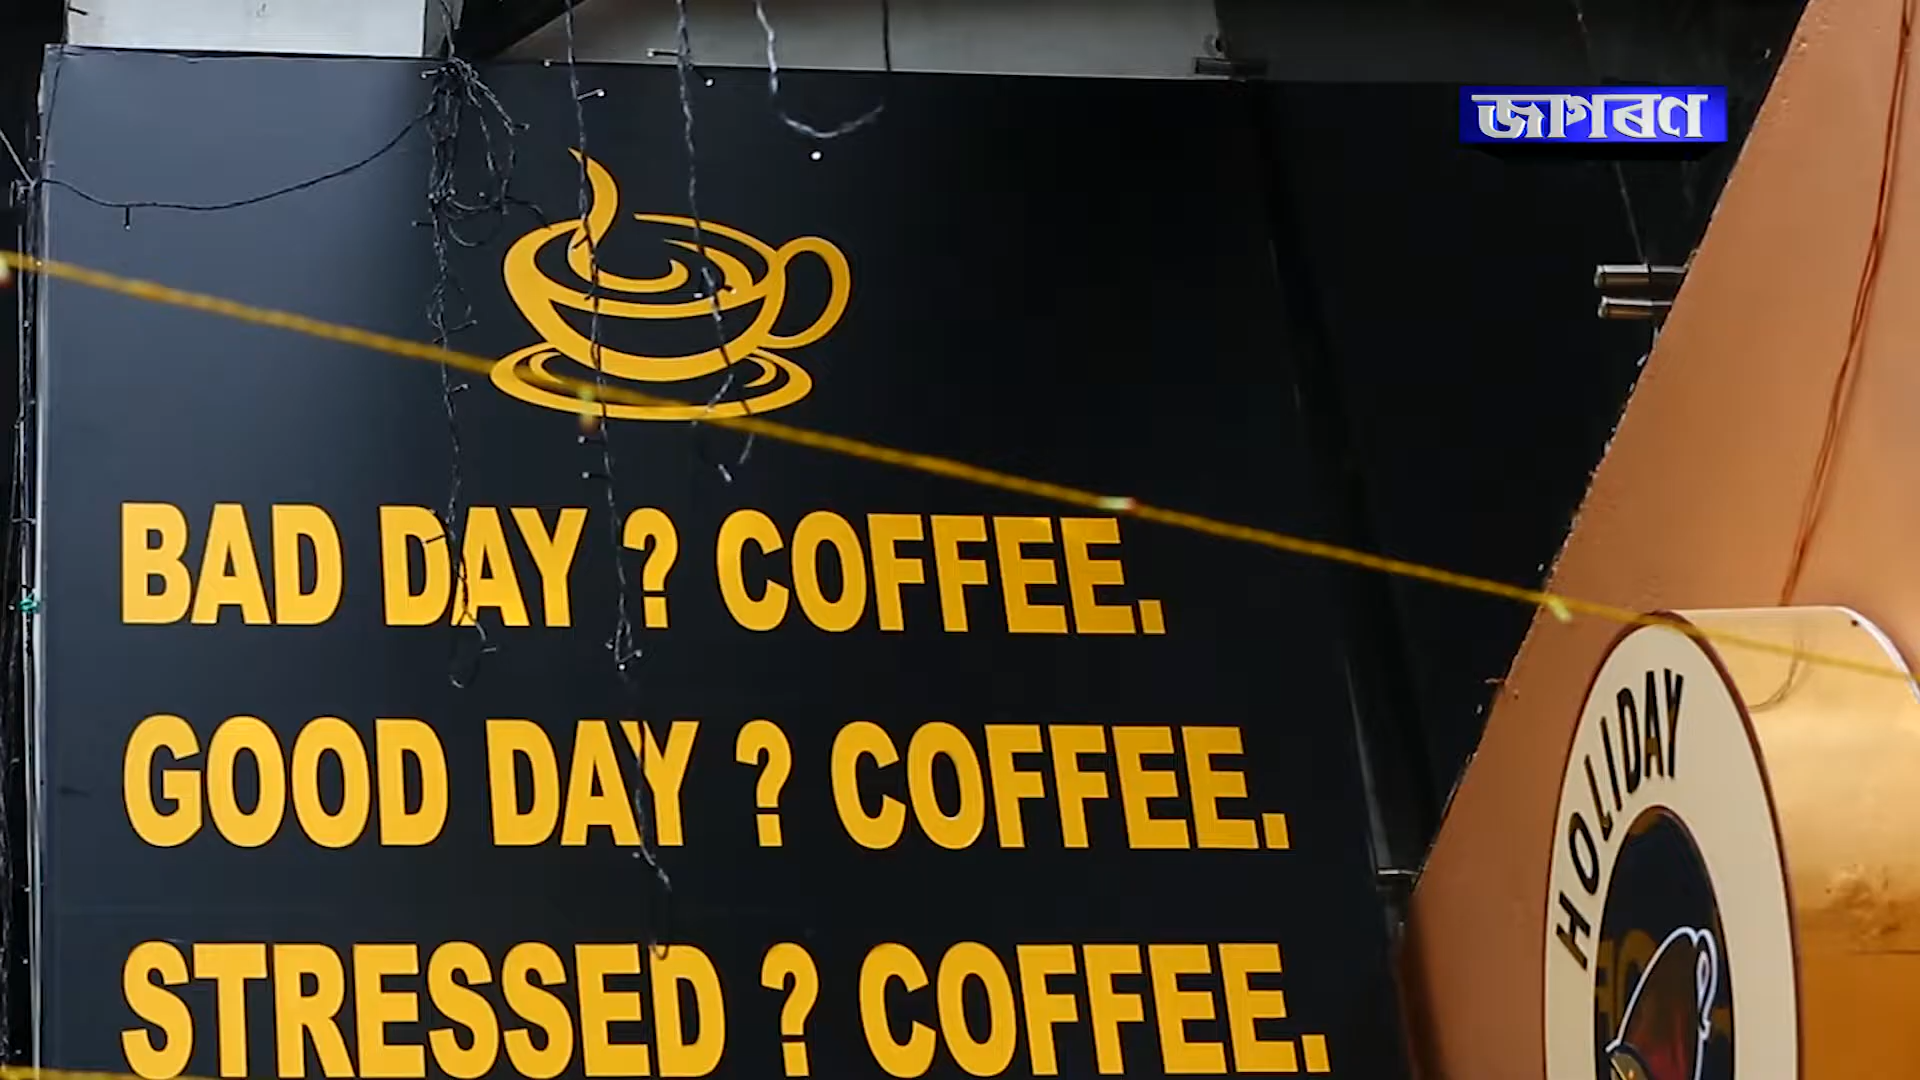 জাগৰণ
BAD DAY ? COFFEE.
GOOD DAY ? COFFEE.
STRESSED ? COFFEE.
HOLIDAY